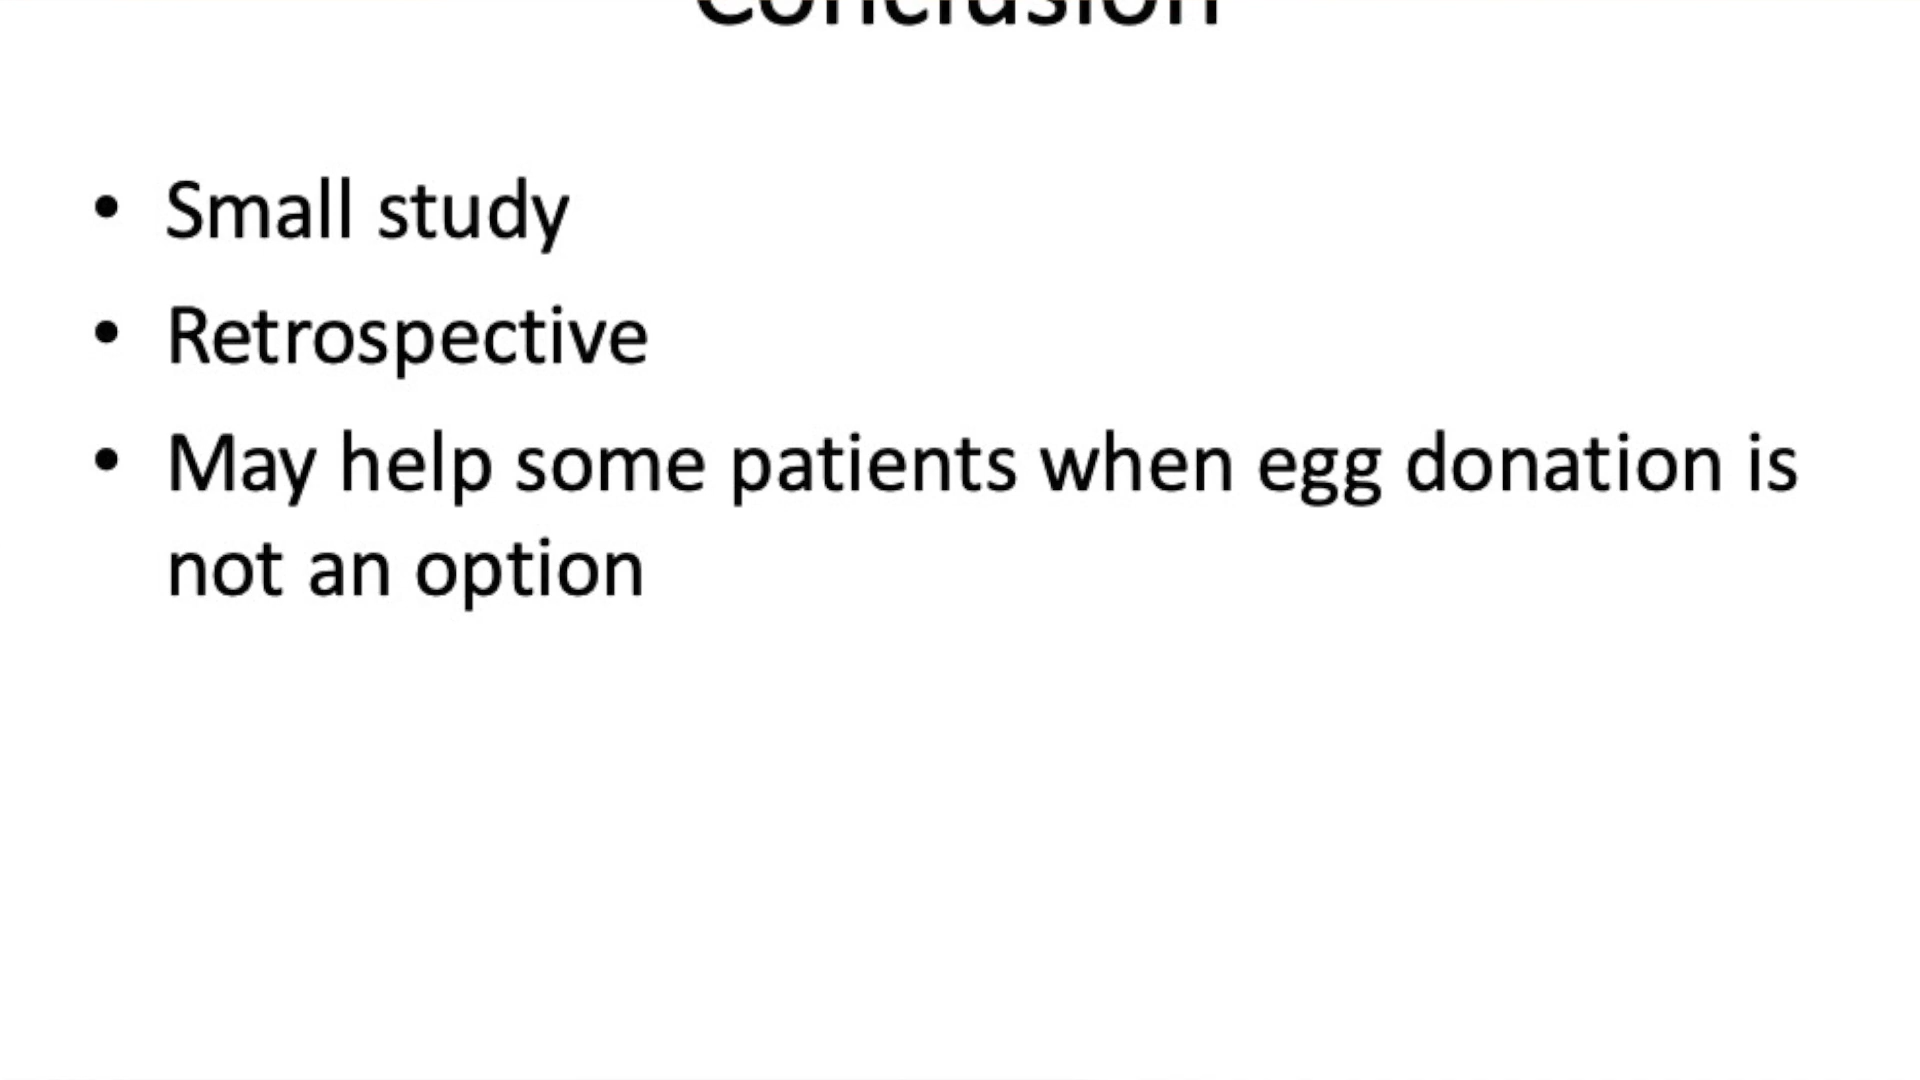 Conclusion
• Small study
• Retrospective
• May help some patients when egg donation is
not an option